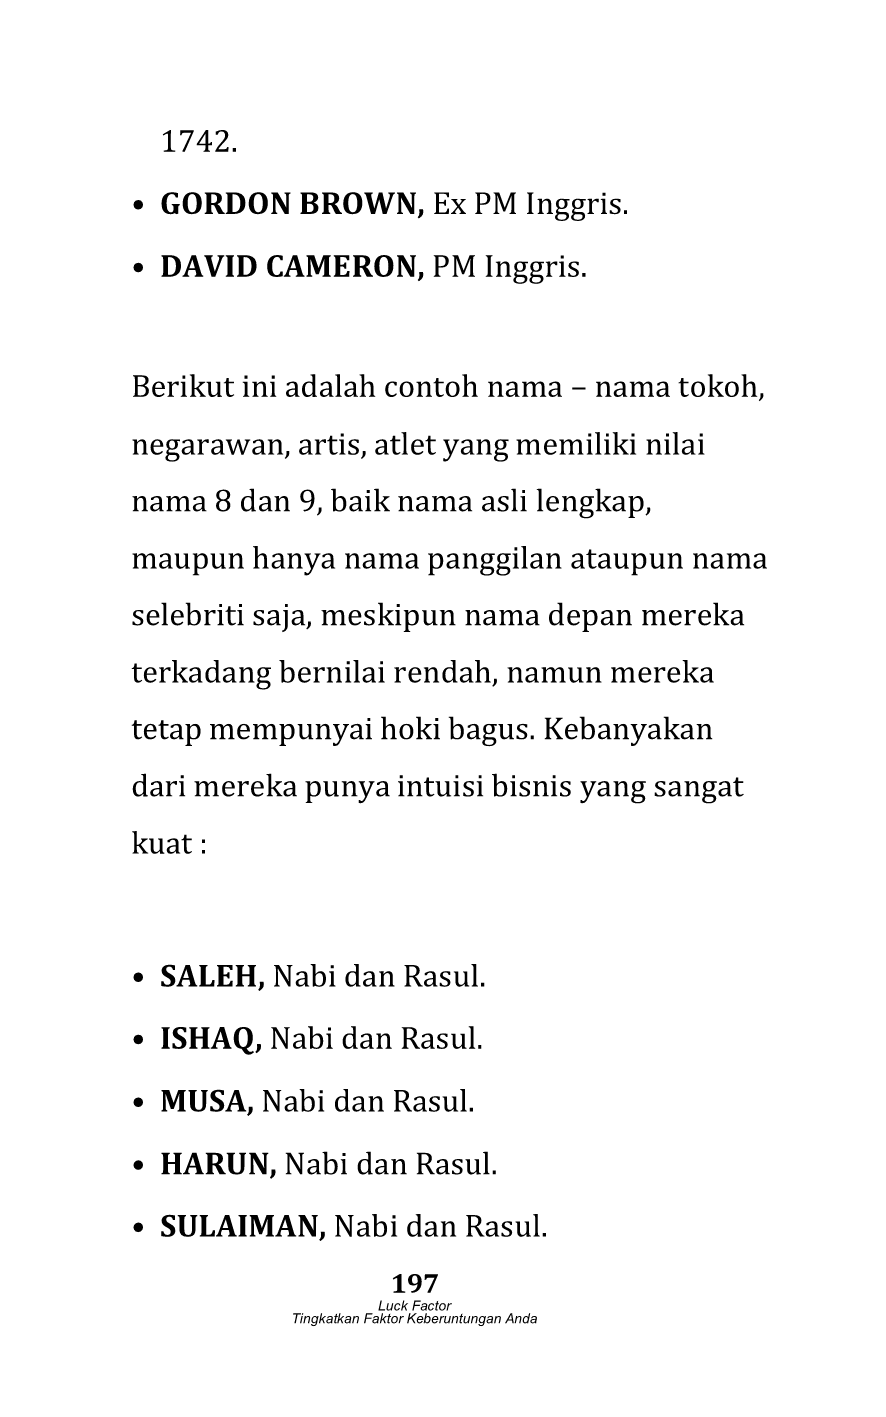 1742.
• GORDON BROWN, Ex PM Inggris.
• DAVID CAMERON, PM Inggris.
Berikut ini adalah contoh nama – nama tokoh,
negarawan, artis, atlet yang memiliki nilai
nama 8 dan 9, baik nama asli lengkap,
maupun hanya nama panggilan ataupun nama
selebriti saja, meskipun nama depan mereka
terkadang bernilai rendah, namun mereka
tetap mempunyai hoki bagus. Kebanyakan
dari mereka punya intuisi bisnis yang sangat
kuat :
• SALEH, Nabi dan Rasul.
• ISHAQ, Nabi dan Rasul.
• MUSA, Nabi dan Rasul.
• HARUN, Nabi dan Rasul.
• SULAIMAN, Nabi dan Rasul.
197
Luck Factor
Tingkatkan Faktor Keberuntungan Anda